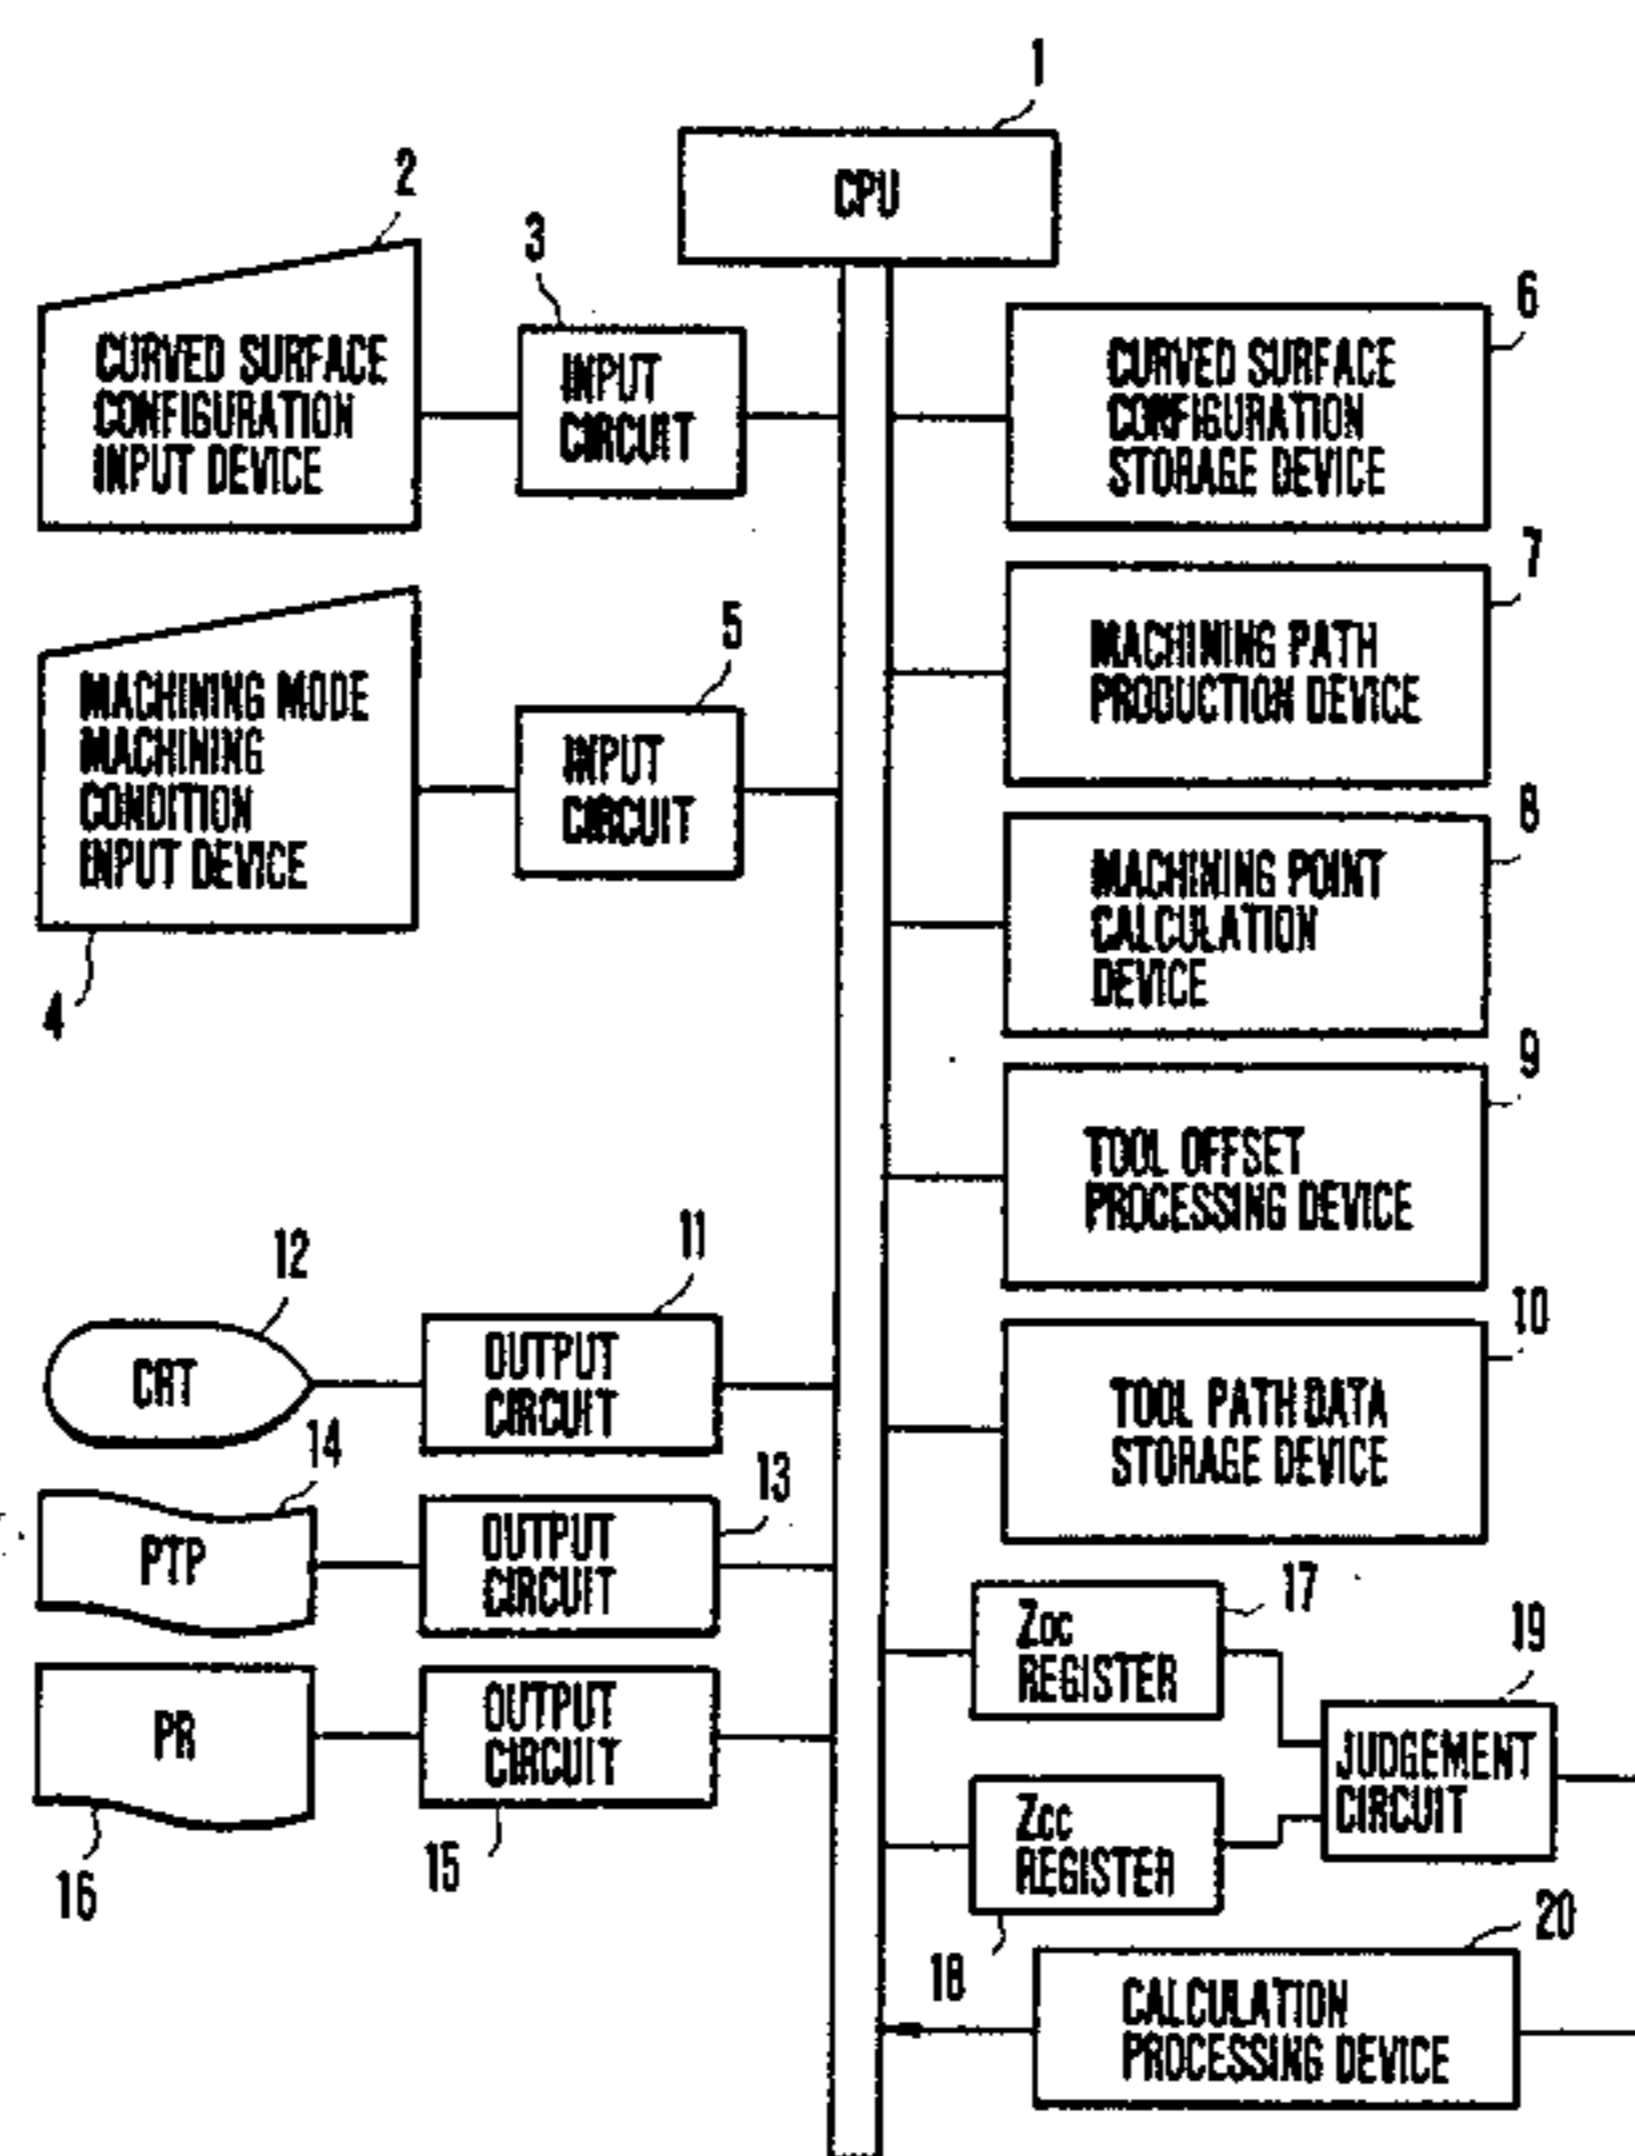 1
CPU
2
CURVED SURFACE
CONFIGURATION
INPUT DEVICE
3
INPUT
CIRCUIT
6
CURVED SURFACE
CONFIGURATION
STORAGE DEVICE
7
MACHINING PATH
PRODUCTION DEVICE
MACHINING MODE
MACHINING
CONDITION
INPUT DEVICE
4
5
INPUT
CIRCUIT
8
MACHINING POINT
CALCULATION
DEVICE
9
TOOL OFFSET
PROCESSING DEVICE
10
TOOL PATH DATA
STORAGE DEVICE
12
CRT
11
OUTPUT
CIRCUIT
14
PTP
13
OUTPUT
CIRCUIT
PR
16
OUTPUT
CIRCUIT
15
17
ZOC
REGISTER
ZCC
REGISTER
18
19
JUDGEMENT
CIRCUIT
20
CALCULATION
PROCESSING DEVICE